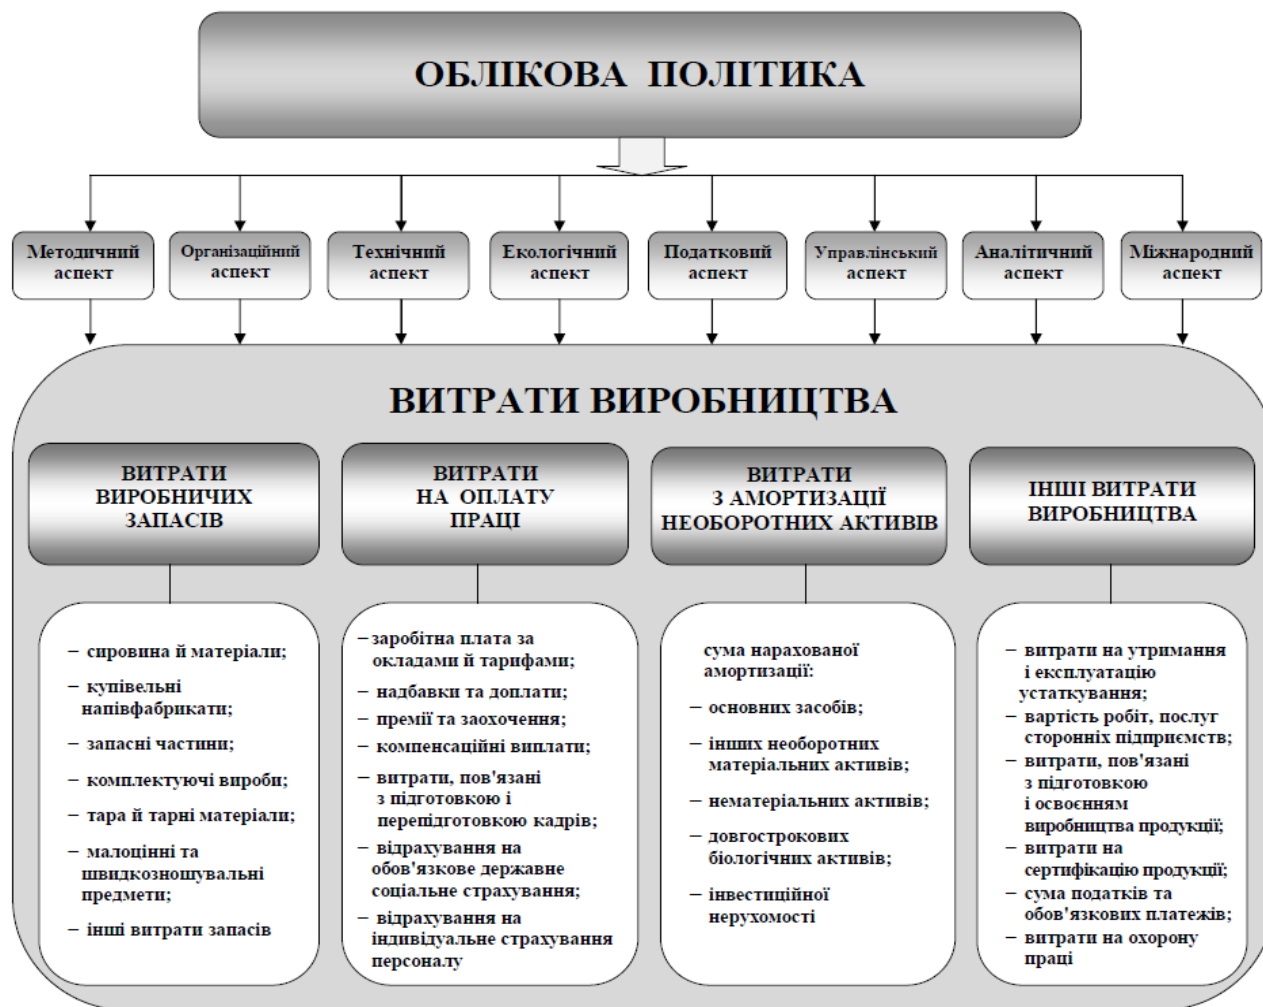 ОБЛІКОВА ПОЛІТИКА
Методичний
аспект
Організаційний
аспект
Технічний
аспект
Екологічний
аспект
Податковий
аспект
Управлінський
аспект
Аналітичний
аспект
Міжнародний
аспект
ВИТРАТИ ВИРОБНИЦТВА
ВИТРАТИ
ВИРОБНИЧИХ
ЗАПАСІВ
– сировина й матеріали;
– купівельні
напівфабрикати;
– запасні частини;
– комплектуючі вироби;
– тара й тарні матеріали;
– малоцінні та
швидкозношувальні
предмети;
– інші витрати запасів
ВИТРАТИ
НА ОПЛАТУ
ПРАЦІ
– заробітна плата за
окладами й тарифами;
– надбавки та доплати;
– премії та заохочення;
– компенсаційні виплати;
– витрати, пов'язані
з підготовкою і
перепідготовкою кадрів;
– відрахування на
обов'язкове державне
соціальне страхування;
– відрахування на
індивідуальне страхування
персоналу
ВИТРАТИ
З АМОРТИЗАЦІЇ
НЕОБОРОТНИХ АКТИВІВ
сума нарахованої
амортизації:
– основних засобів;
– інших необоротних
матеріальних активів;
– нематеріальних активів;
– довгострокових
біологічних активів;
– інвестиційної
нерухомості
ІНШІ ВИТРАТИ
ВИРОБНИЦТВА
– витрати на утримання
і експлуатацію
устаткування;
– вартість робіт, послуг
сторонніх підприємств;
– витрати, пов'язані
з підготовкою
і освоєнням
виробництва продукції;
– витрати на
сертифікацію продукції;
– сума податків та
обов'язкових платежів;
– витрати на охорону
праці